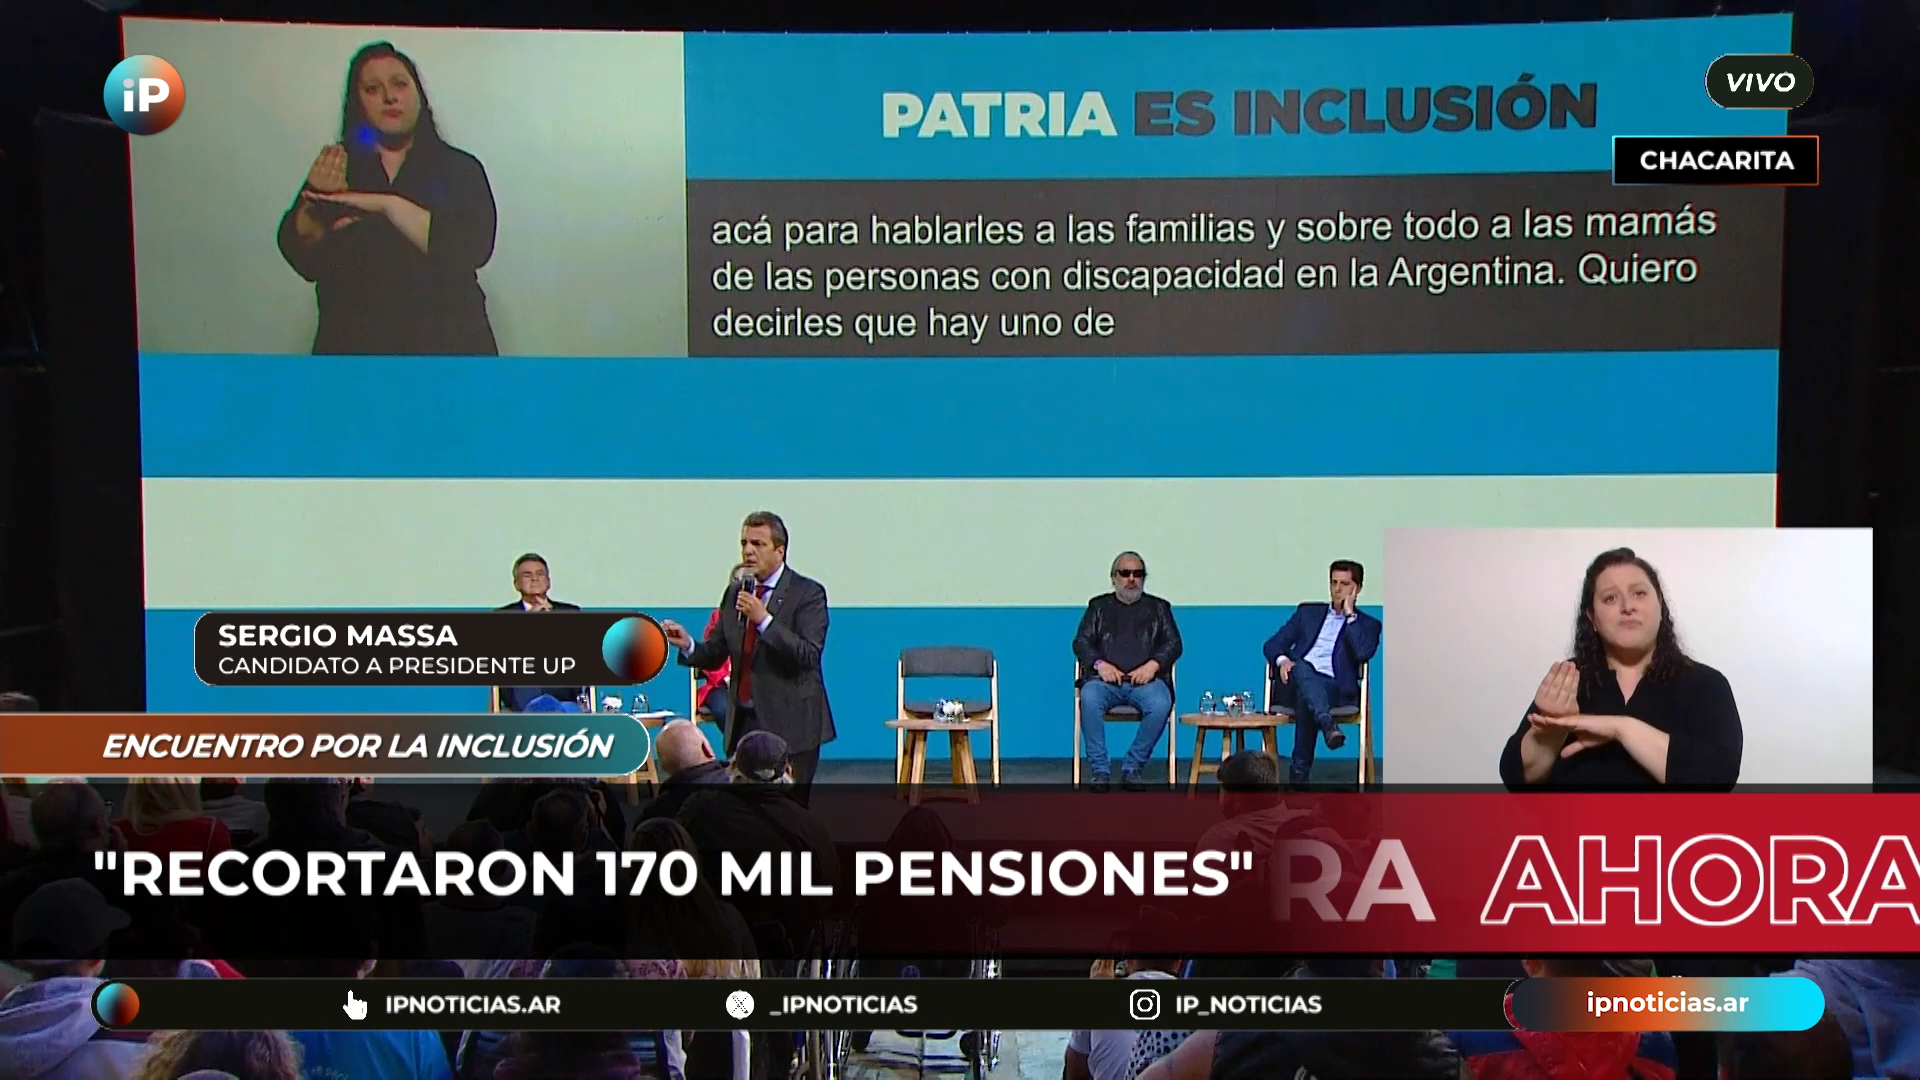 iP
VIVO
PATRIA ES INCLUSIÓN
CHACARITA
acá para hablarles a las familias y sobre todo a las mamás
de las personas con discapacidad en la Argentina. Quiero
decirles que hay uno de
SERGIO MASSA
CANDIDATO A PRESIDENTE UP
ENCUENTRO POR LA INCLUSIÓN
"RECORTARON 170 MIL PENSIONES"
RA AHORA
IPNOTICIAS.AR
_IPNOTICIAS
IP_NOTICIAS
ipnoticias.ar